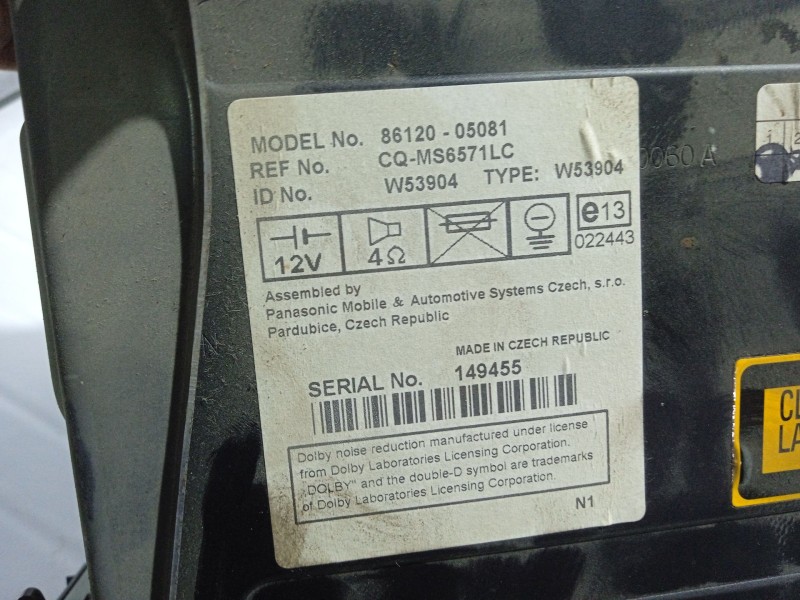 MODEL No. 86120 - 05081
REF No. CQ-MS6571LC
ID No. W53904 TYPE: W53904
12V
4Ω
e13
022443
Assembled by
Panasonic Mobile & Automotive Systems Czech, s.r.o.
Pardubice, Czech Republic
MADE IN CZECH REPUBLIC
SERIAL No. 149455
Dolby noise reduction manufactured under license
from Dolby Laboratories Licensing Corporation.
"DOLBY" and the double-D symbol are trademarks
of Dolby Laboratories Licensing Corporation.
N1
1 2